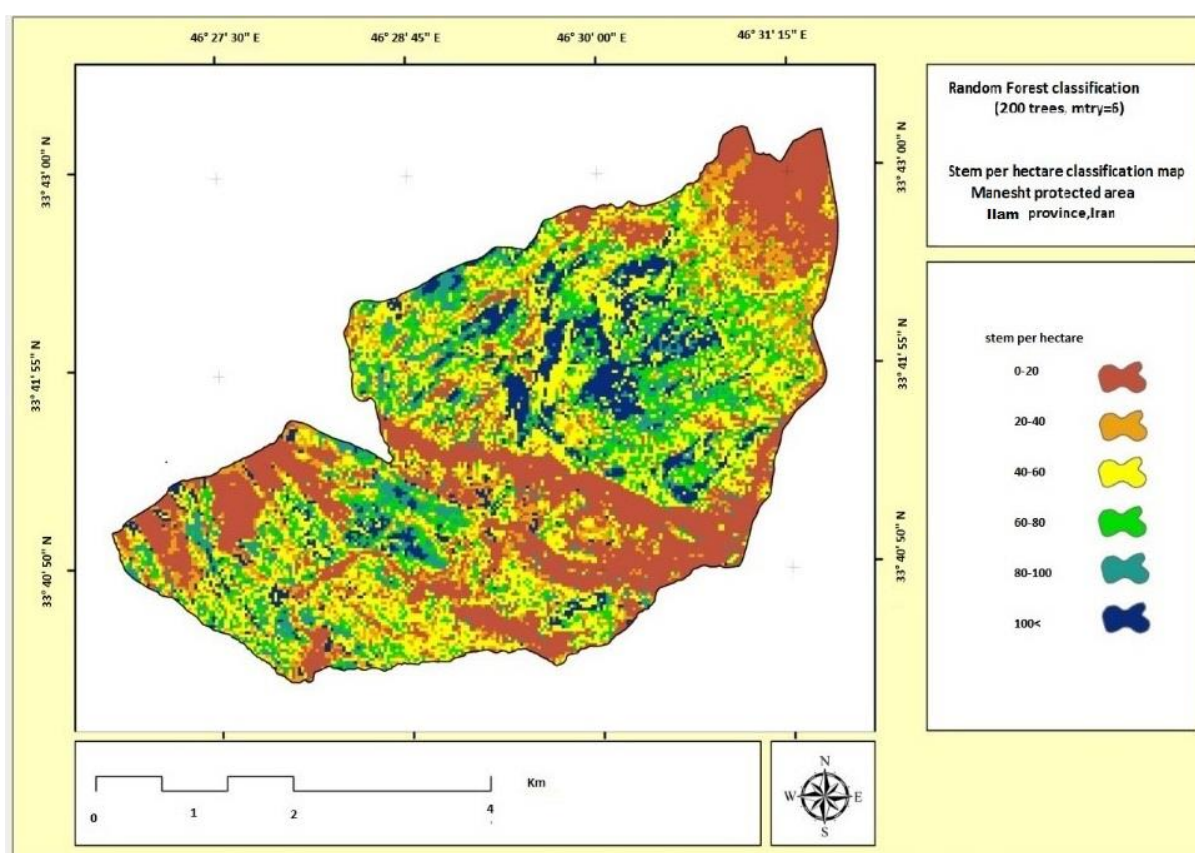 46° 27' 30" E 46° 28' 45" E 46° 30' 00" E 46° 31' 15" E
33° 43' 00" N
33° 41' 55" N
33° 40' 50" N
33° 43' 00" N
33° 41' 55" N
33° 40' 50" N
Random Forest classification
(200 trees, mtry=6)
Stem per hectare classification map
Manesht protected area
Ilam province,Iran
stem per hectare
0-20
20-40
40-60
60-80
80-100
100<
Km
0 1 2 4
N
W E
S